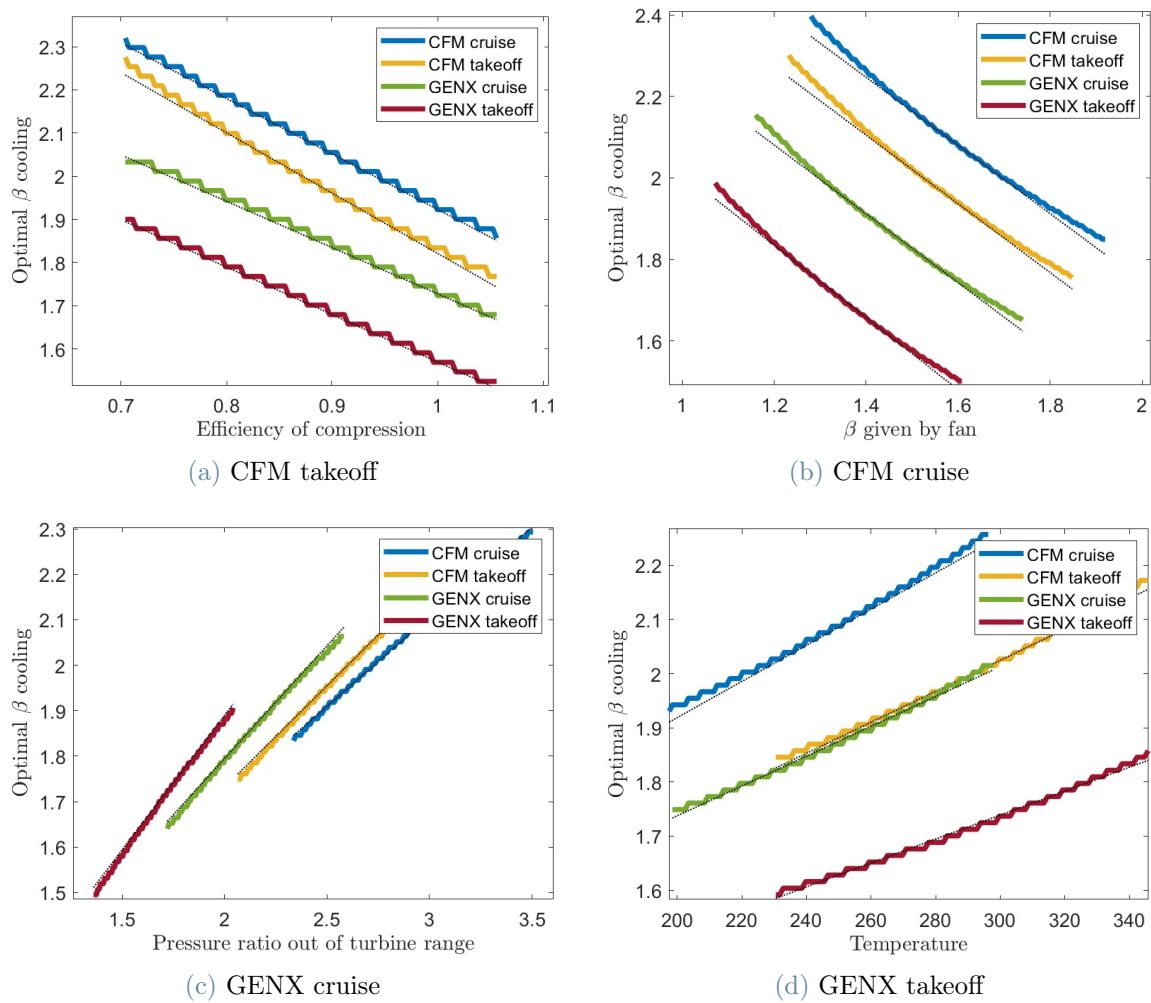 2.3
2.2
2.1
2
1.9
1.8
1.7
1.6
Optimal β cooling
CFM cruise
CFM takeoff
GENX cruise
GENX takeoff
0.7 0.8 0.9 1 1.1
Efficiency of compression
(a) CFM takeoff
2.4
2.2
2
1.8
1.6
Optimal β cooling
CFM cruise
CFM takeoff
GENX cruise
GENX takeoff
1 1.2 1.4 1.6 1.8 2
β given by fan
(b) CFM cruise
2.3
2.2
2.1
2
1.9
1.8
1.7
1.6
1.5
Optimal β cooling
CFM cruise
CFM takeoff
GENX cruise
GENX takeoff
1.5 2 2.5 3 3.5
Pressure ratio out of turbine range
(c) GENX cruise
2.2
2.1
2
1.9
1.8
1.7
1.6
Optimal β cooling
CFM cruise
CFM takeoff
GENX cruise
GENX takeoff
200 220 240 260 280 300 320 340
Temperature
(d) GENX takeoff